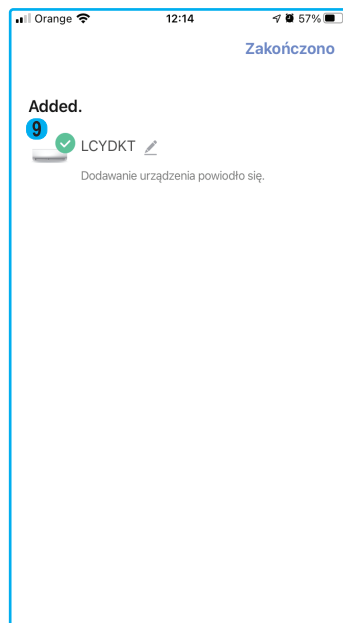 Orange 12:14 57%
Zakończono
Added.
9
LCYDKT
Dodawanie urządzenia powiodło się.